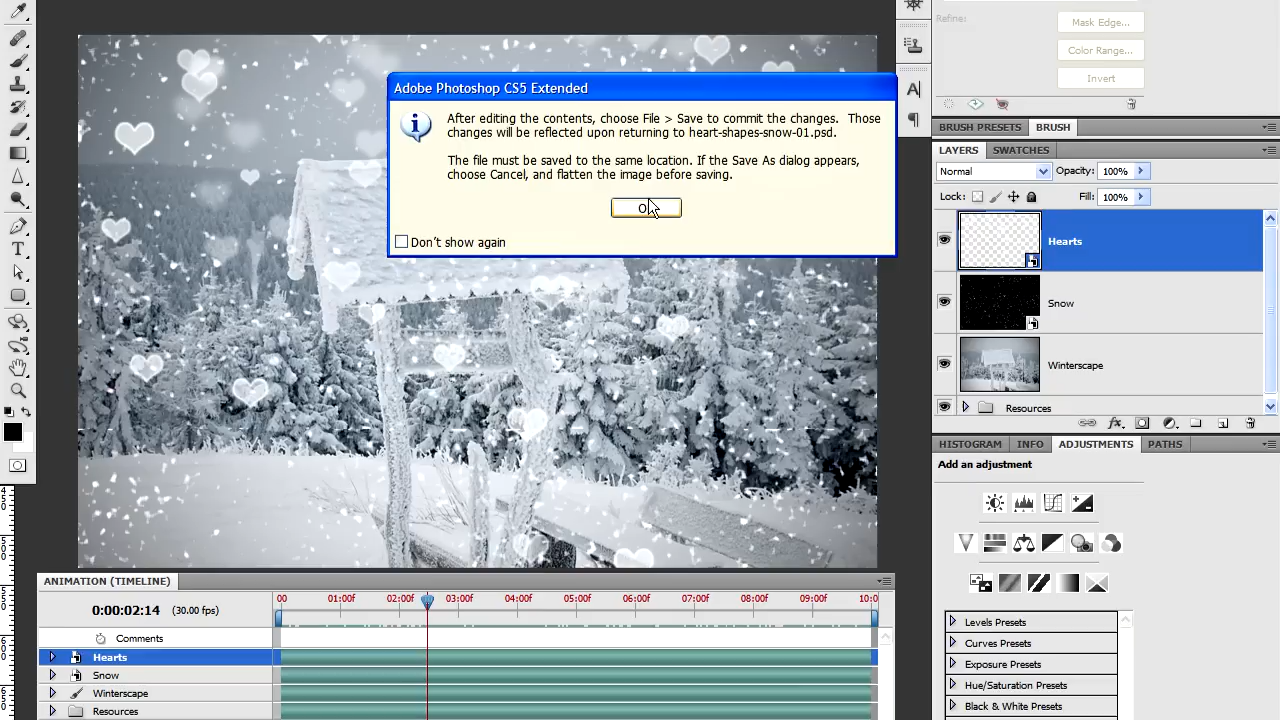 Adobe Photoshop CS5 Extended
After editing the contents, choose File > Save to commit the changes. Those
changes will be reflected upon returning to heart-shapes-snow-01.psd.
The file must be saved to the same location. If the Save As dialog appears,
choose Cancel, and flatten the image before saving.
Don't show again
Refine:
Mask Edge...
Color Range...
Invert
BRUSH PRESETS BRUSH
LAYERS SWATCHES
Normal Opacity: 100%
Lock: Fill: 100%
Hearts
Snow
Winterscape
Resources
HISTOGRAM INFO ADJUSTMENTS PATHS
Add an adjustment
Levels Presets
Curves Presets
Exposure Presets
Hue/Saturation Presets
Black & White Presets
ANIMATION (TIMELINE)
0:00:02:14 (30.00 fps) 00 01:00f 02:00f 03:00f 04:00f 05:00f 06:00f 07:00f 08:00f 09:00f 10:0
Comments
Hearts
Snow
Winterscape
Resources